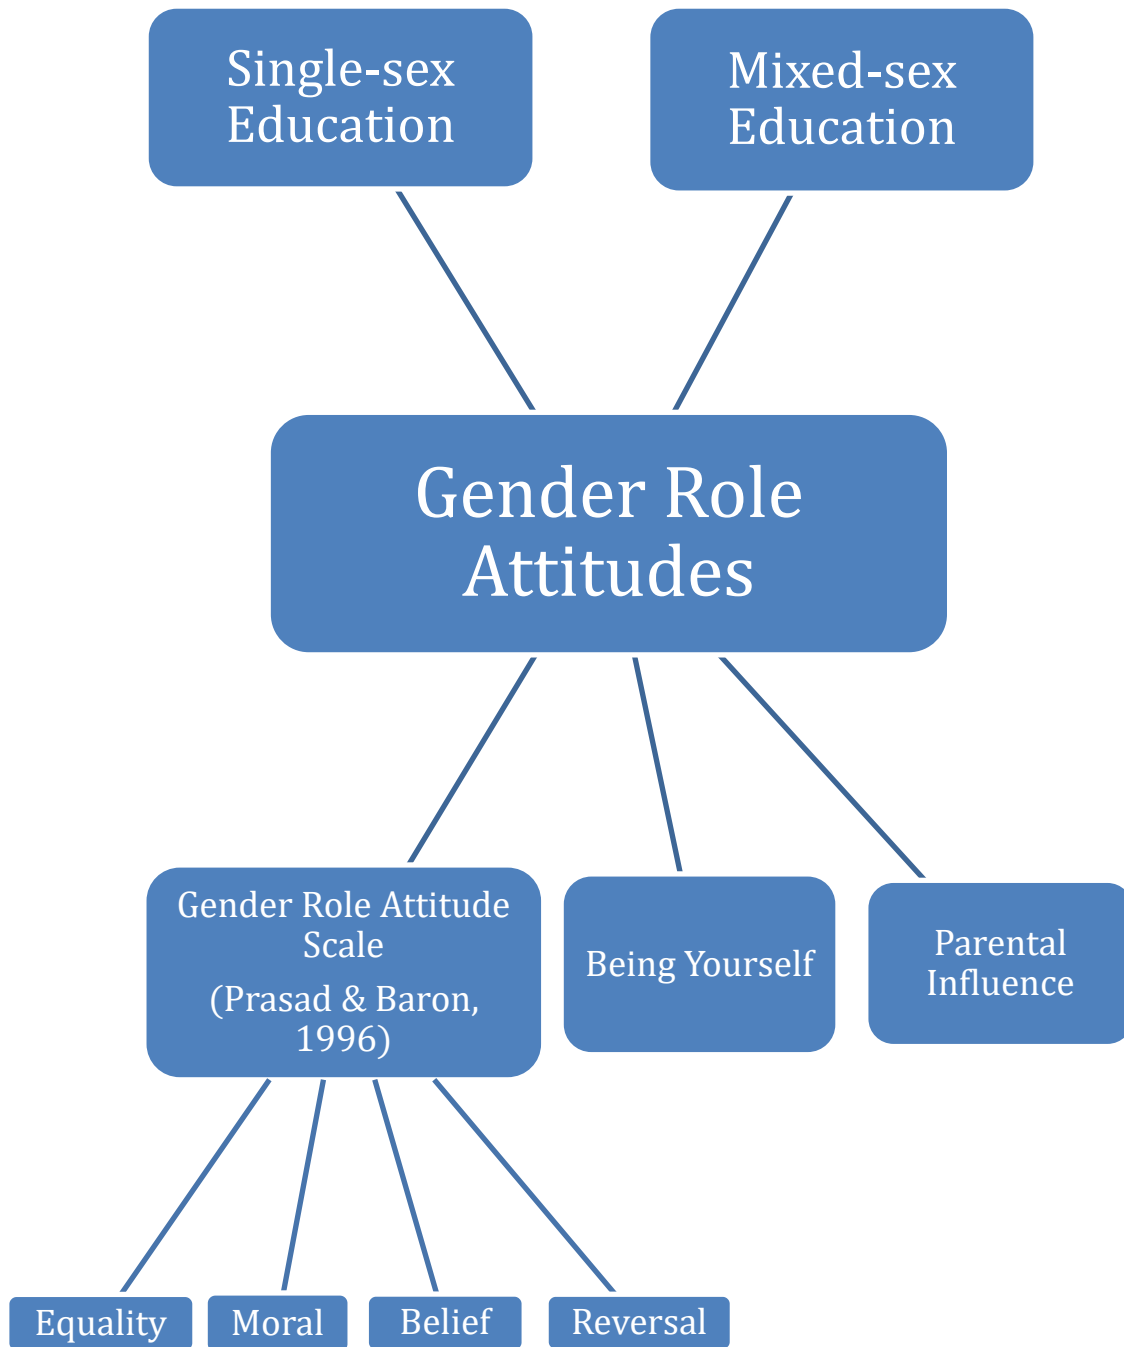 Single-sex
Education
Mixed-sex
Education
Gender Role
Attitudes
Gender Role Attitude
Scale
(Prasad & Baron,
1996)
Being Yourself
Parental
Influence
Equality
Moral
Belief
Reversal